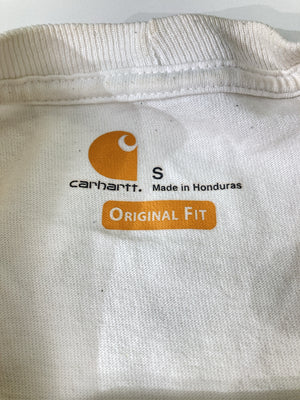 S
carhartt. Made in Honduras
ORIGINAL FIT